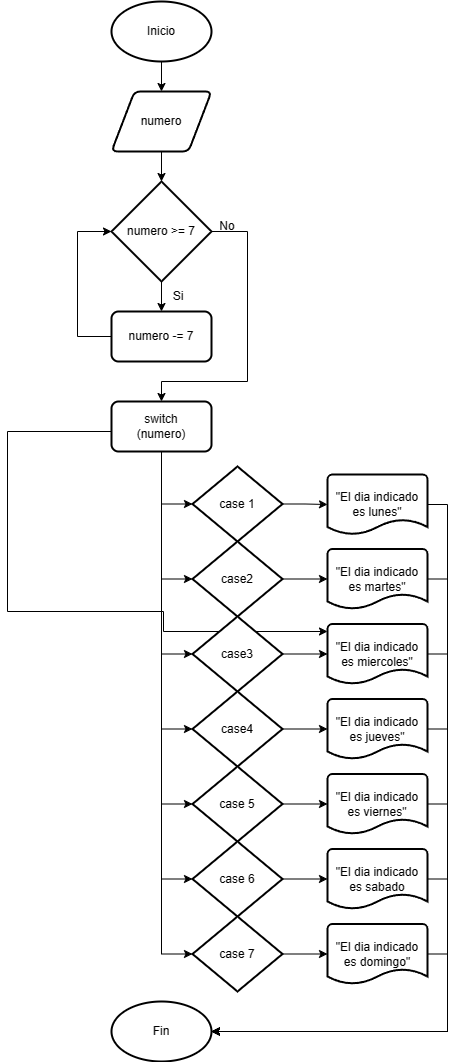 Inicio
numero
numero >= 7
No
Si
numero -= 7
switch
(numero)
case 1
"El dia indicado
es lunes"
case2
"El dia indicado
es martes"
case3
"El dia indicado
es miercoles"
case4
"El dia indicado
es jueves"
case 5
"El dia indicado
es viernes"
case 6
"El dia indicado
es sabado
case 7
"El dia indicado
es domingo"
Fin